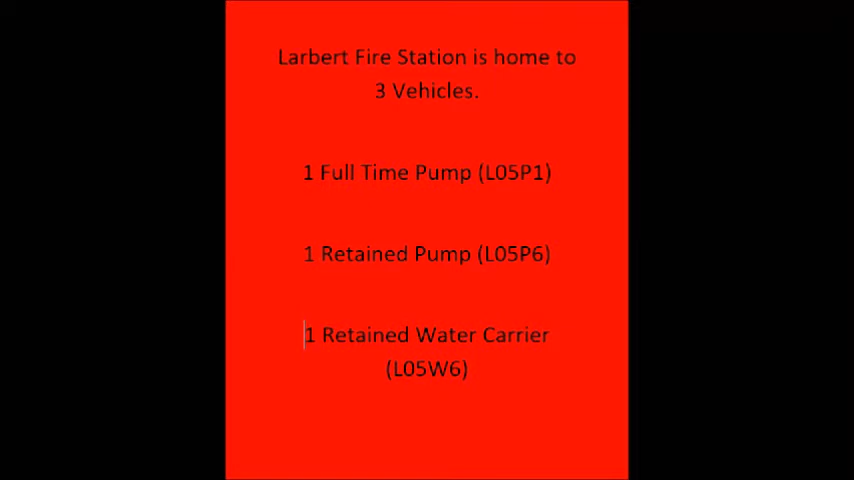 Larbert Fire Station is home to
3 Vehicles.
1 Full Time Pump (L05P1)
1 Retained Pump (L05P6)
1 Retained Water Carrier
(L05W6)